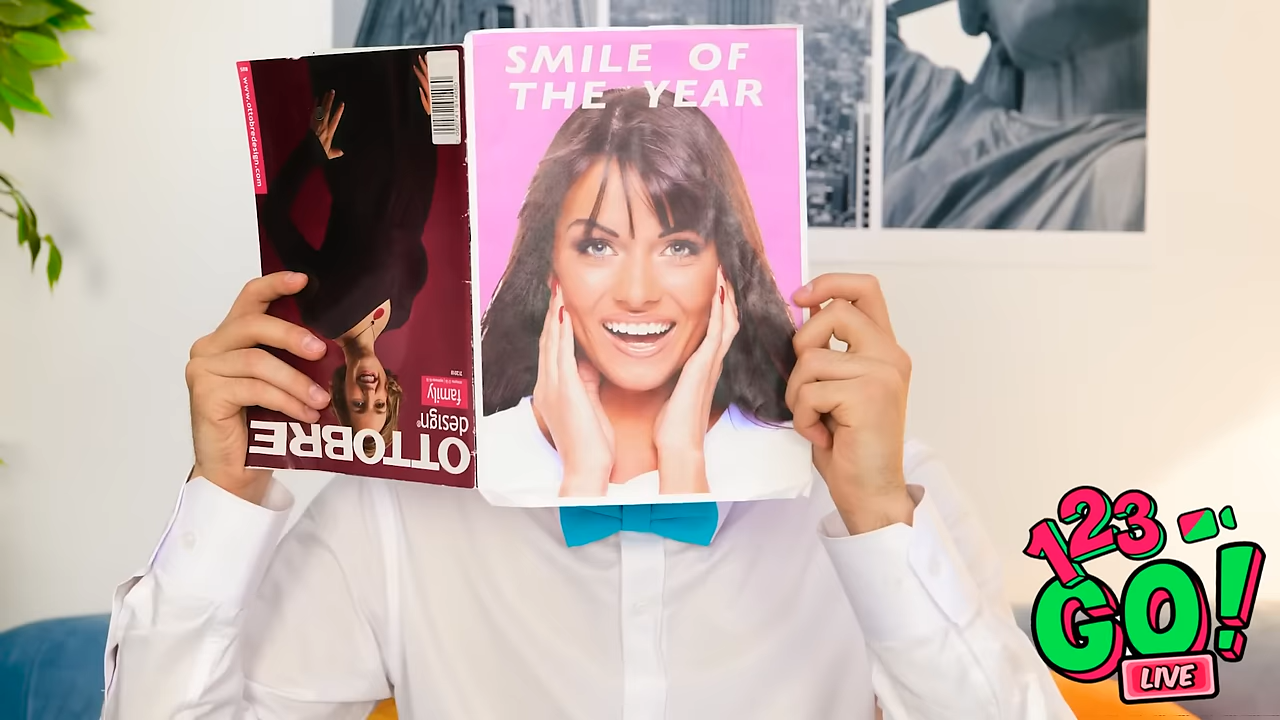 SMILE OF
THE YEAR
www.ottobredesign.com
family
design®
OTTOBRE
123
GO!
LIVE